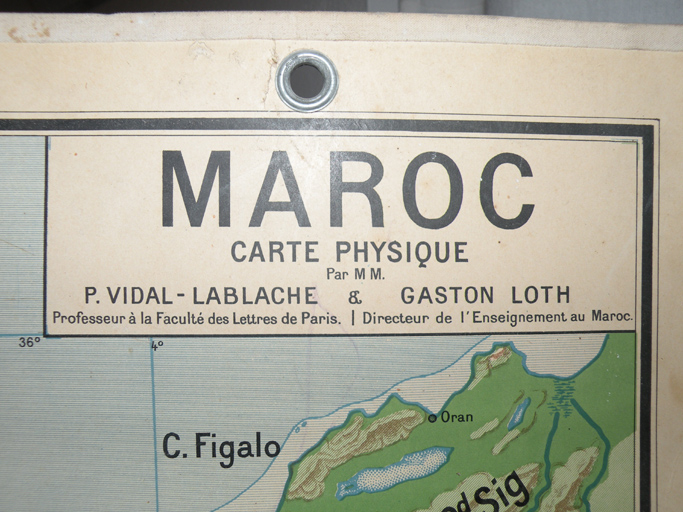 MAROC
CARTE PHYSIQUE
Par MM.
P. VIDAL-LABLACHE & GASTON LOTH
Professeur à la Faculté des Lettres de Paris. | Directeur de l'Enseignement au Maroc.
36°
4°
Oran
C. Figalo
ed Sig